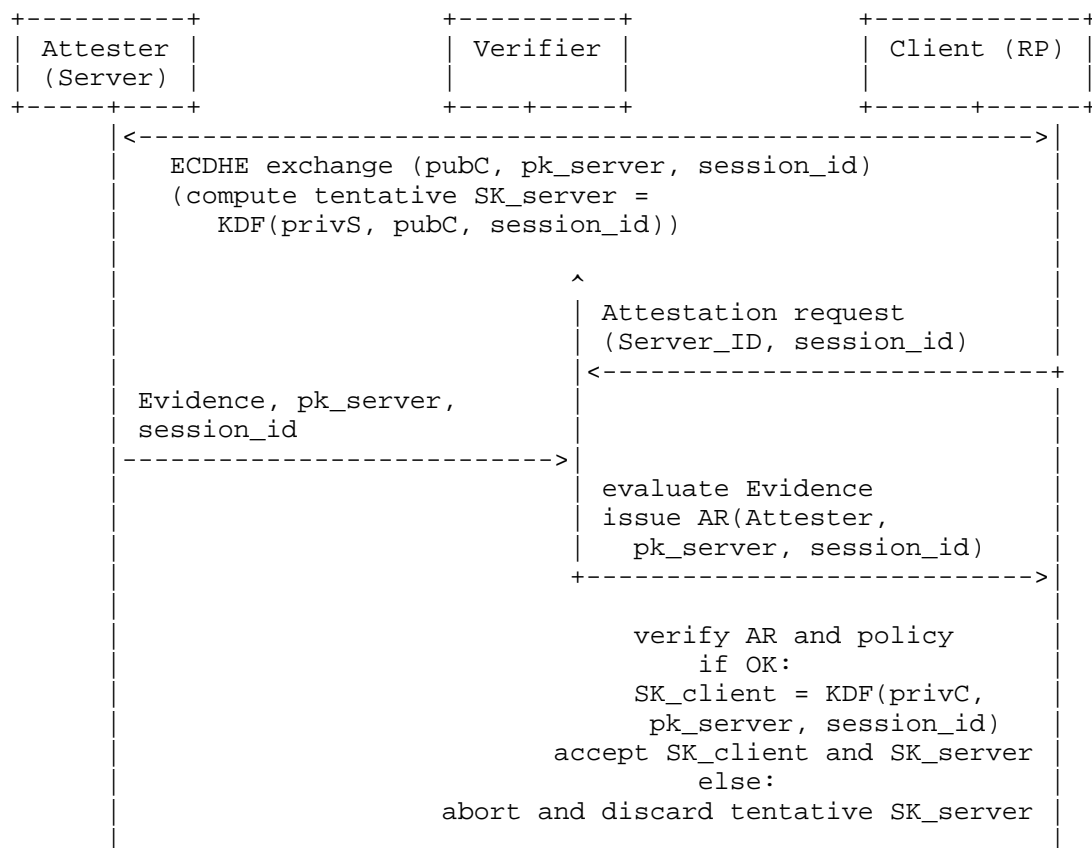 Attester
(Server)
Verifier
Client (RP)
ECDHE exchange (pubC, pk_server, session_id)
(compute tentative SK_server =
KDF(privS, pubC, session_id))
Attestation request
(Server_ID, session_id)
Evidence, pk_server,
session_id
evaluate Evidence
issue AR(Attester,
pk_server, session_id)
verify AR and policy
if OK:
SK_client = KDF(privC,
pk_server, session_id)
accept SK_client and SK_server
else:
abort and discard tentative SK_server